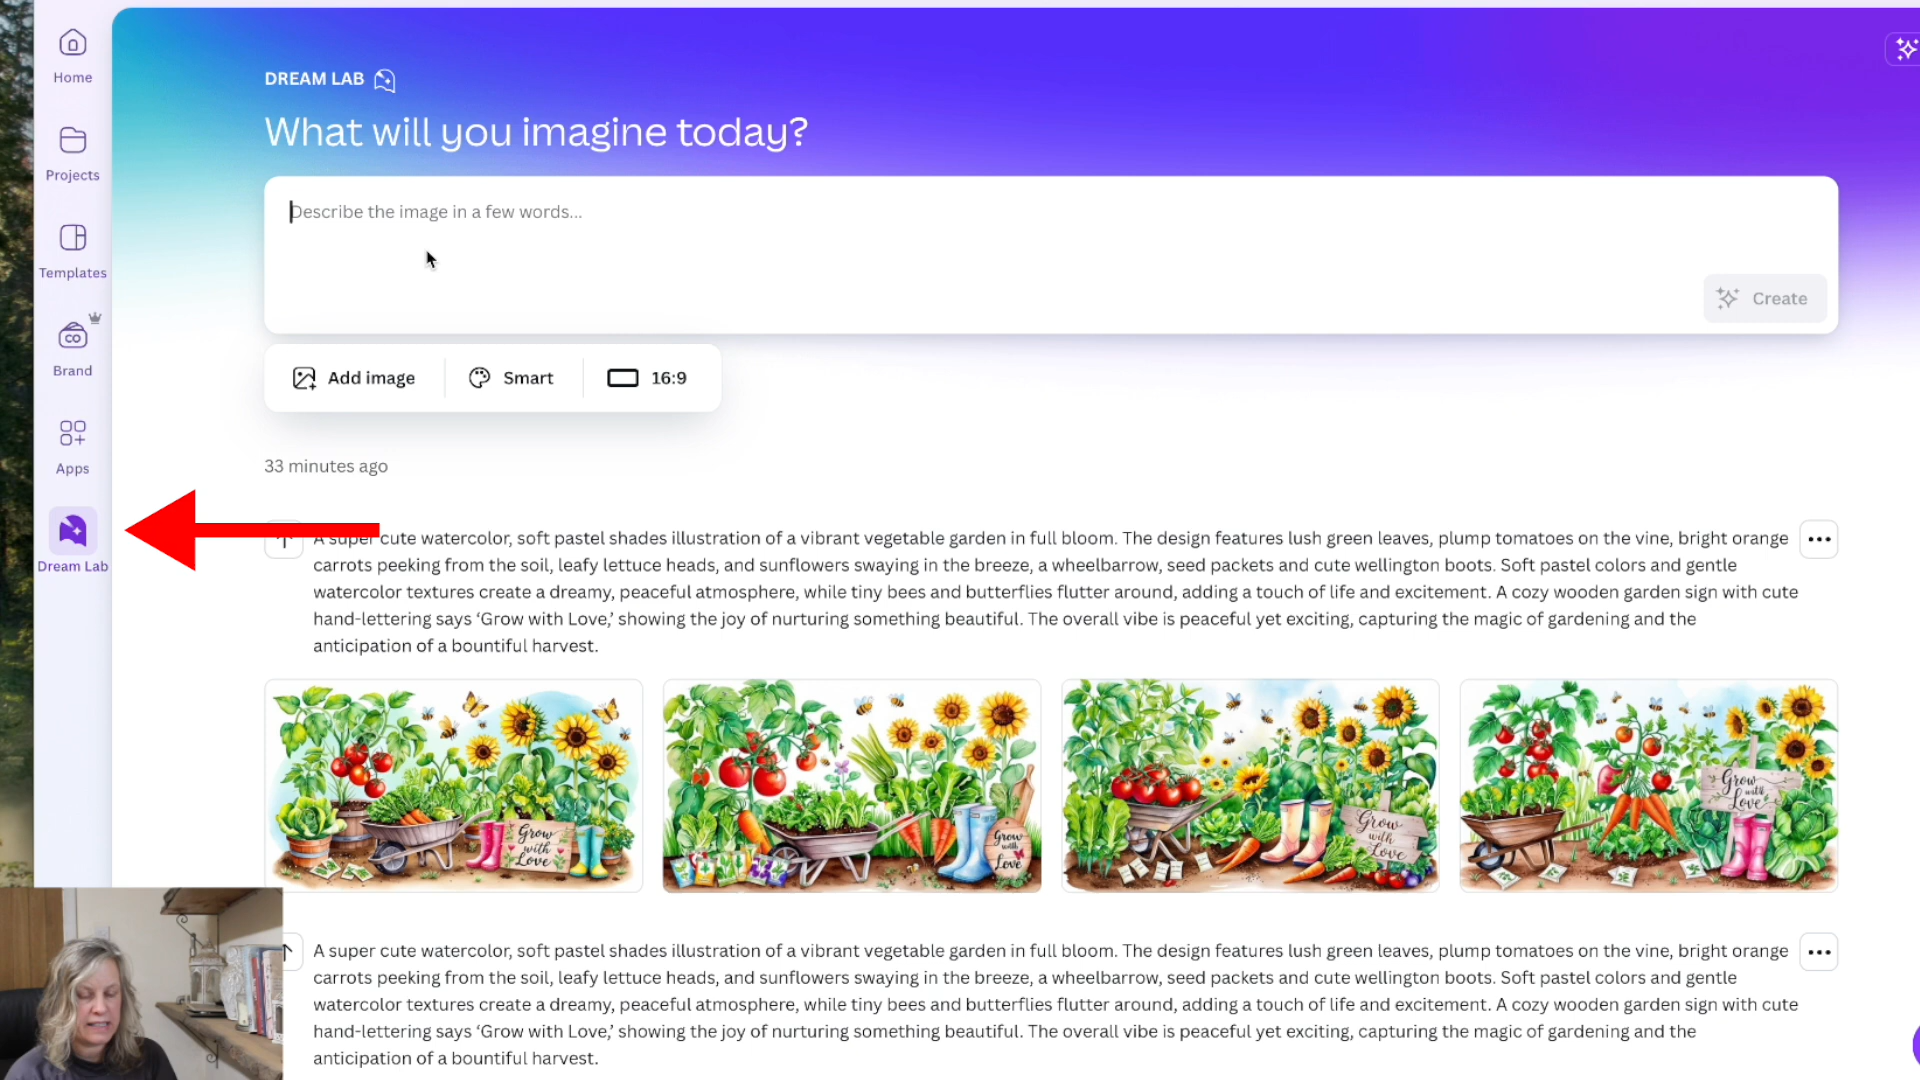 Home
Projects
Templates
CO
Brand
Apps
Dream Lab
DREAM LAB
What will you imagine today?
Describe the image in a few words...
Create
Add image
Smart
16:9
33 minutes ago
A super cute watercolor, soft pastel shades illustration of a vibrant vegetable garden in full bloom. The design features lush green leaves, plump tomatoes on the vine, bright orange
carrots peeking from the soil, leafy lettuce heads, and sunflowers swaying in the breeze, a wheelbarrow, seed packets and cute wellington boots. Soft pastel colors and gentle
watercolor textures create a dreamy, peaceful atmosphere, while tiny bees and butterflies flutter around, adding a touch of life and excitement. A cozy wooden garden sign with cute
hand-lettering says ‘Grow with Love,’ showing the joy of nurturing something beautiful. The overall vibe is peaceful yet exciting, capturing the magic of gardening and the
anticipation of a bountiful harvest.
Grow
with
Love
Grow
with
Love
Grow
with
Love
Grow
with
Love
A super cute watercolor, soft pastel shades illustration of a vibrant vegetable garden in full bloom. The design features lush green leaves, plump tomatoes on the vine, bright orange
carrots peeking from the soil, leafy lettuce heads, and sunflowers swaying in the breeze, a wheelbarrow, seed packets and cute wellington boots. Soft pastel colors and gentle
watercolor textures create a dreamy, peaceful atmosphere, while tiny bees and butterflies flutter around, adding a touch of life and excitement. A cozy wooden garden sign with cute
hand-lettering says ‘Grow with Love,’ showing the joy of nurturing something beautiful. The overall vibe is peaceful yet exciting, capturing the magic of gardening and the
anticipation of a bountiful harvest.